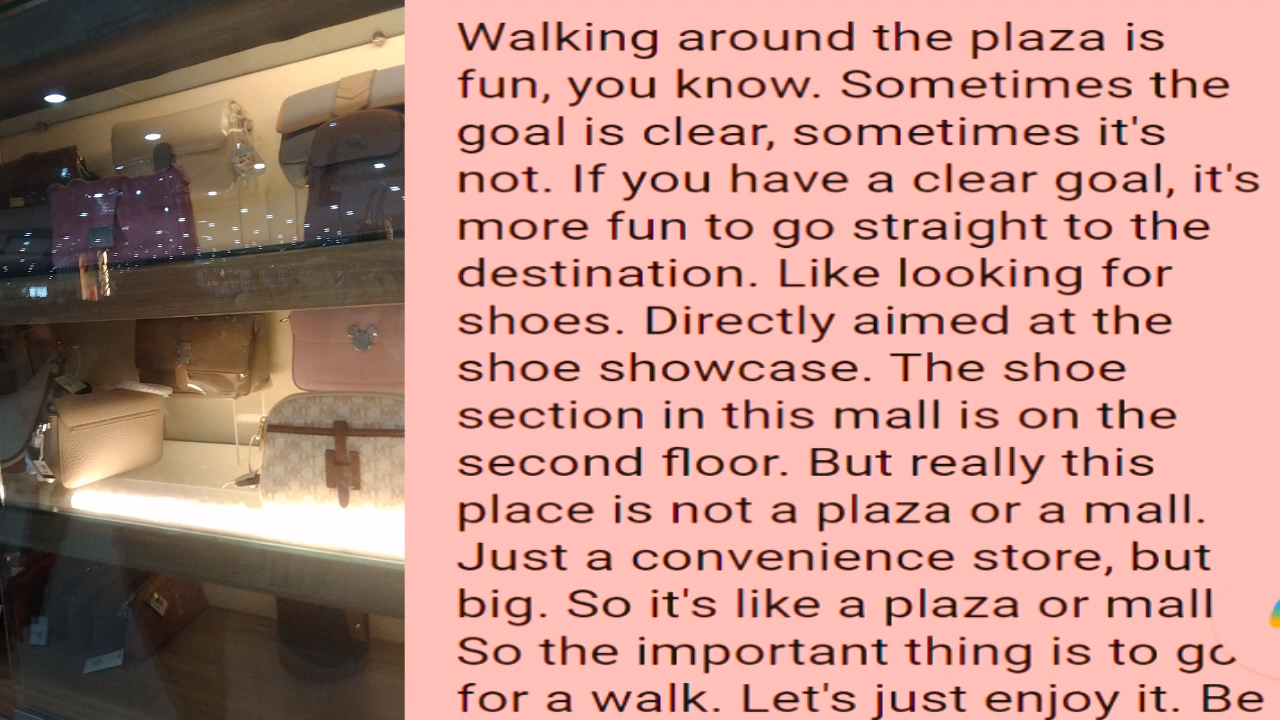 Walking around the plaza is
fun, you know. Sometimes the
goal is clear, sometimes it's
not. If you have a clear goal, it's
more fun to go straight to the
destination. Like looking for
shoes. Directly aimed at the
shoe showcase. The shoe
section in this mall is on the
second floor. But really this
place is not a plaza or a mall.
Just a convenience store, but
big. So it's like a plaza or mall
So the important thing is to go
for a walk. Let's just enjoy it. Be